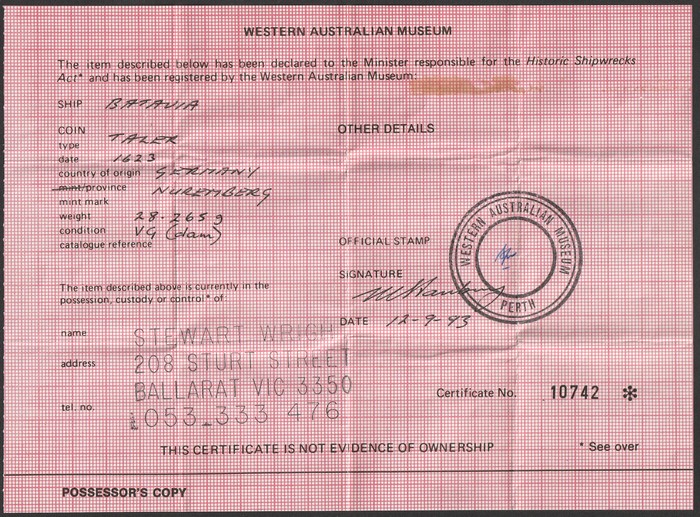 WESTERN AUSTRALIAN MUSEUM
The item described below has been declared to the Minister responsible for the Historic Shipwrecks
Act* and has been registered by the Western Australian Museum:
SHIP BATAVIA
COIN
type TALER
OTHER DETAILS
date 1623
country of origin GERMANY
mint/province NUREMBERG
mint mark
weight 28.265g
condition VG (dam)
catalogue reference
OFFICIAL STAMP
WESTERN AUSTRALIAN MUSEUM
PERTH
SIGNATURE
The item described above is currently in the
possession, custody or control* of
DATE 12-9-93
name STEWART WRIGH
address 208 STURT STREET
BALLARAT VIC 3350
tel. no. 053.333 476
Certificate No. 10742 *
THIS CERTIFICATE IS NOT EVIDENCE OF OWNERSHIP
* See over
POSSESSOR'S COPY